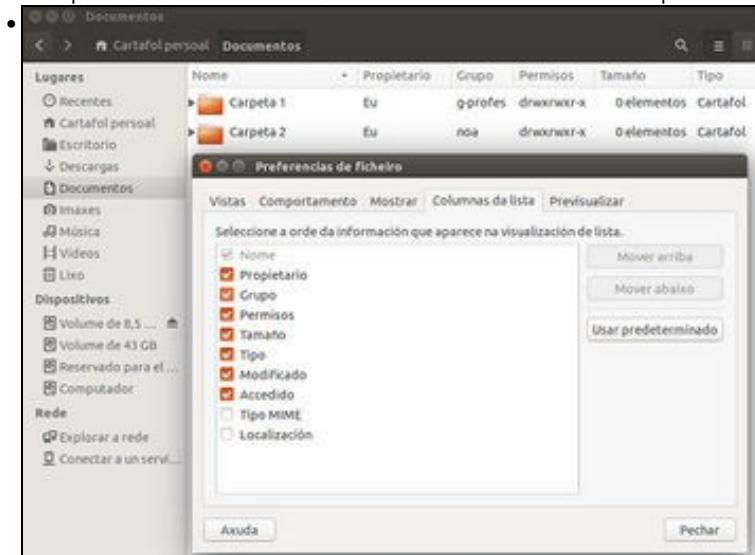 Documentos
Cartafol persoal Documentos
Lugares
Recentes
Cartafol persoal
Escritorio
Descargas
Documentos
Imaxes
Música
Vídeos
Lixo
Dispositivos
Volume de 8,5 ...
Volume de 43 GB
Reservado para el ...
Computador
Rede
Explorar a rede
Conectar a un servi...
Nome Propietario Grupo Permisos Tamaño Tipo
Carpeta 1 Eu g-profes drwxrwxr-x 0 elementos Cartafol
Carpeta 2 Eu noa drwxrwxr-x 0 elementos Cartafol
Preferencias de ficheiro
Vistas Comportamento Mostrar Columnas da lista Previsualizar
Seleccione a orde da información que aparece na visualización de lista.
Nome
Propietario
Grupo
Permisos
Tamaño
Tipo
Modificado
Accedido
Tipo MIME
Localización
Mover arriba
Mover abaixo
Usar predeterminado
Axuda
Pechar